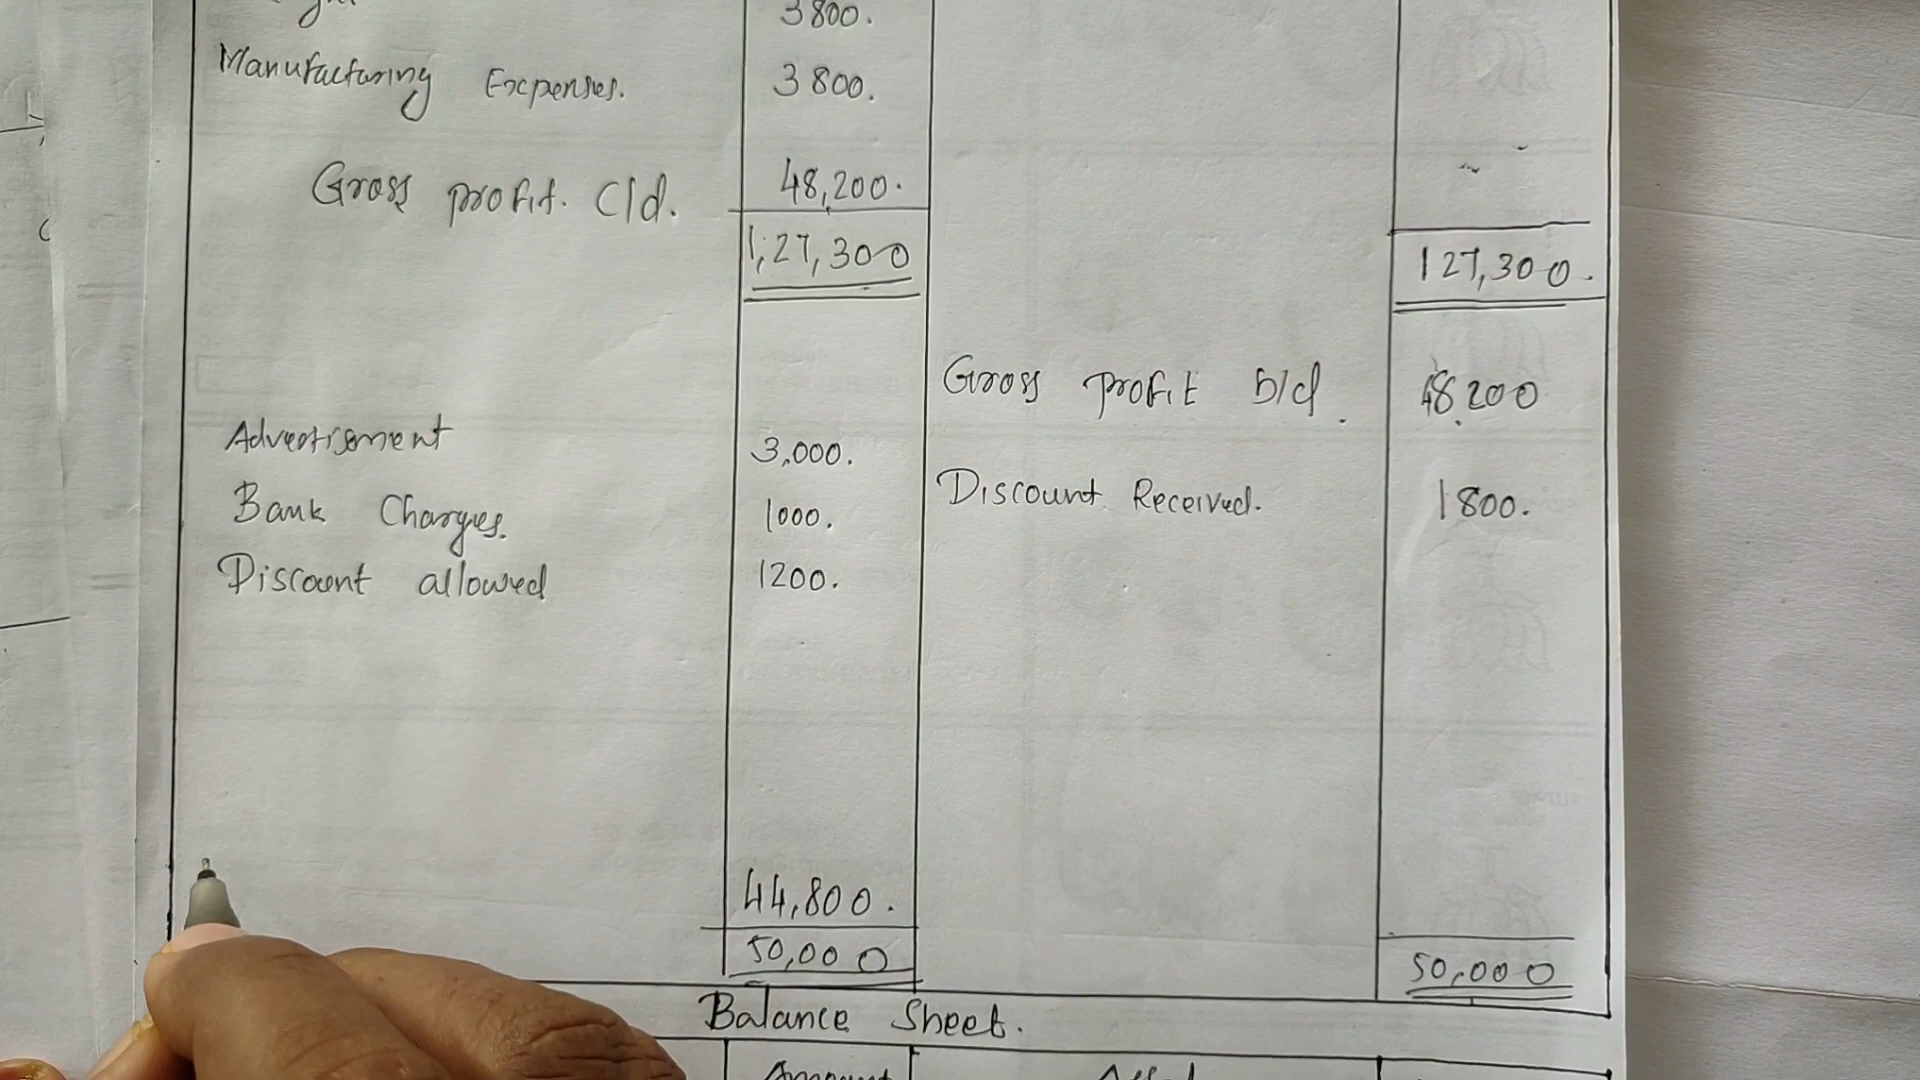 3800.
Manufacturing Expenses. 3800.
Gross profit. C/d. 48,200.
1,27,300 127,300.
Gross profit b/d. 48,200
Advertisement 3,000.
Discount Received. 1800.
Bank Charges. 1000.
Discount allowed 1200.
44,800.
50,000 50,000
Balance Sheet.
Amount